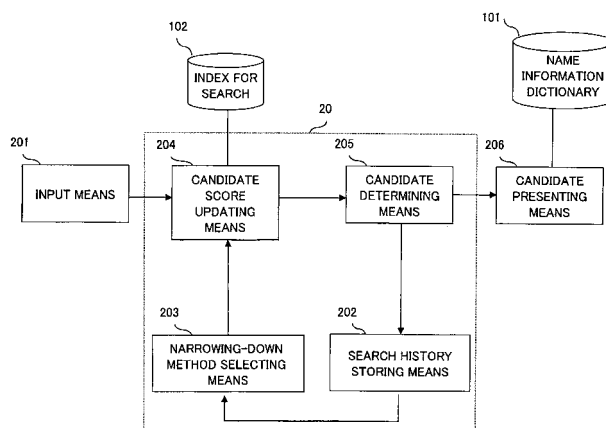 102
INDEX FOR
SEARCH
101
NAME
INFORMATION
DICTIONARY
20
201
INPUT MEANS
204
CANDIDATE
SCORE
UPDATING
MEANS
205
CANDIDATE
DETERMINING
MEANS
206
CANDIDATE
PRESENTING
MEANS
203
NARROWING-DOWN
METHOD SELECTING
MEANS
202
SEARCH HISTORY
STORING MEANS